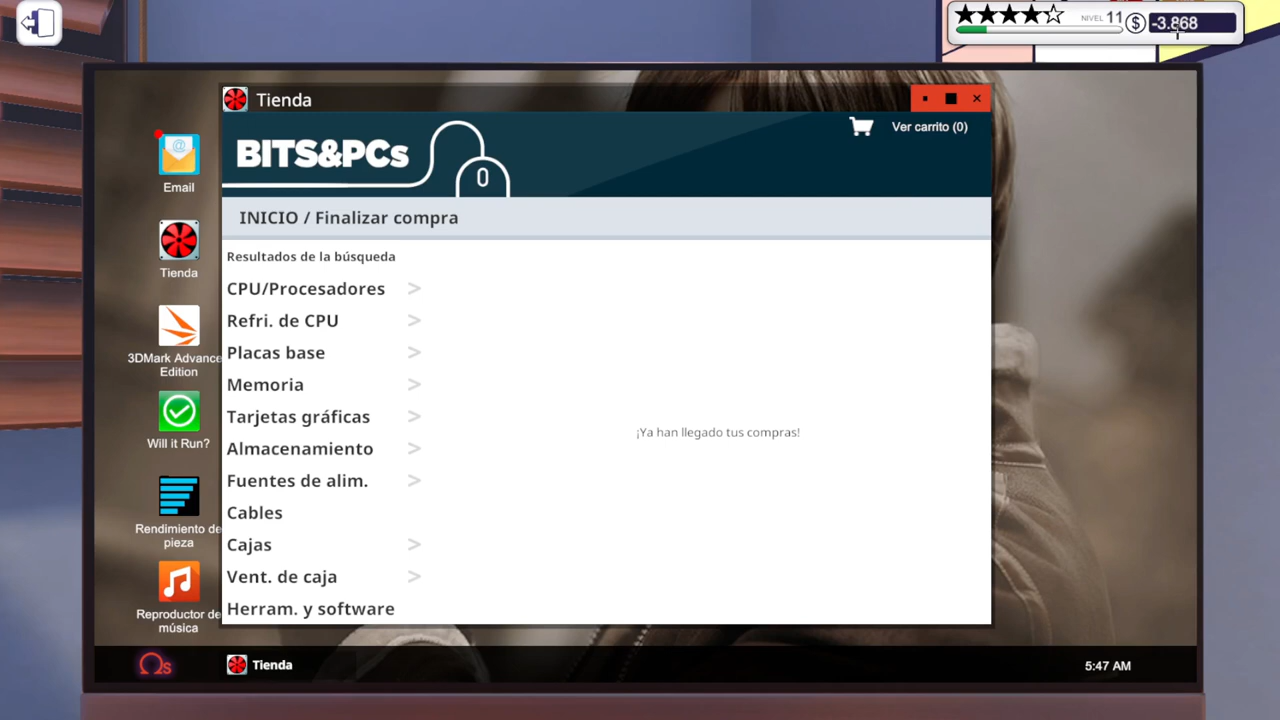 NIVEL 11 $ -3.868
Tienda
BITS&PCs
Ver carrito (0)
INICIO / Finalizar compra
Resultados de la búsqueda
CPU/Procesadores >
Refri. de CPU >
Placas base >
Memoria >
Tarjetas gráficas >
Almacenamiento >
Fuentes de alim. >
Cables
Cajas >
Vent. de caja >
Herram. y software
¡Ya han llegado tus compras!
Email
Tienda
3DMark Advance
Edition
Will it Run?
Rendimiento de
pieza
Reproductor de
música
Ωs
Tienda
5:47 AM